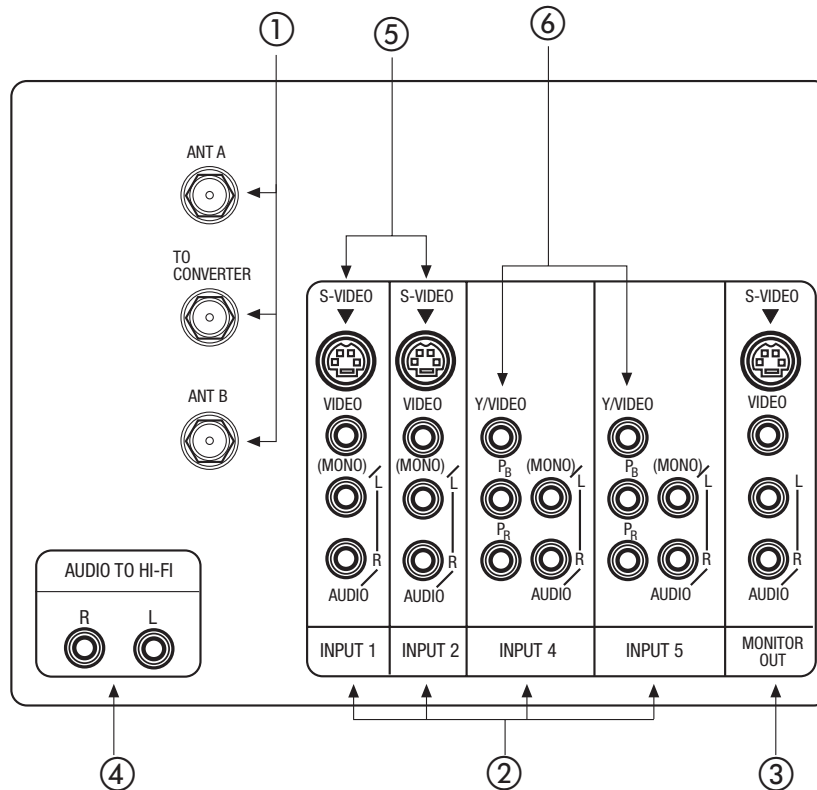 ① ⑤ ⑥
ANT A
TO
CONVERTER
ANT B
S-VIDEO S-VIDEO S-VIDEO
VIDEO VIDEO Y/VIDEO Y/VIDEO VIDEO
(MONO) (MONO) PB (MONO) PB (MONO)
L L L L L
PR PR
R R R R R
AUDIO AUDIO AUDIO AUDIO AUDIO
AUDIO TO HI-FI
R L
INPUT 1 INPUT 2 INPUT 4 INPUT 5 MONITOR
OUT
④ ② ③